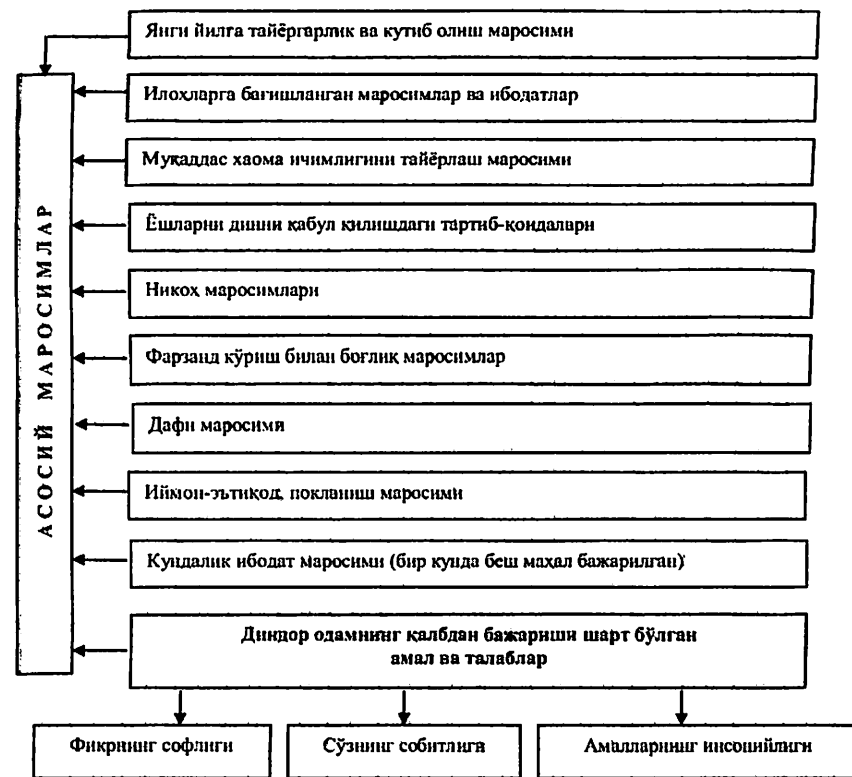 Янги йилга тайёргарлик ва кутиб олиш маросими
АСОСИЙ МАРОСИМЛАР
Илоҳларга бағишланган маросимлар ва ибодатлар
Муқаддас хаома ичимлигини тайёрлаш маросими
Ёшларни динни қабул қилишдаги тартиб-қоидалари
Никоҳ маросимлари
Фарзанд кўриш билан боғлиқ маросимлар
Дафн маросими
Иймон-эътиқод, покланиш маросими
Кундалик ибодат маросими (бир кунда беш маҳал бажарилган)
Диндор одамнинг қалбдан бажариши шарт бўлган
амал ва талаблар
Фикрнинг софлиги
Сўзнинг собитлиги
Амалларнинг инсонийлиги